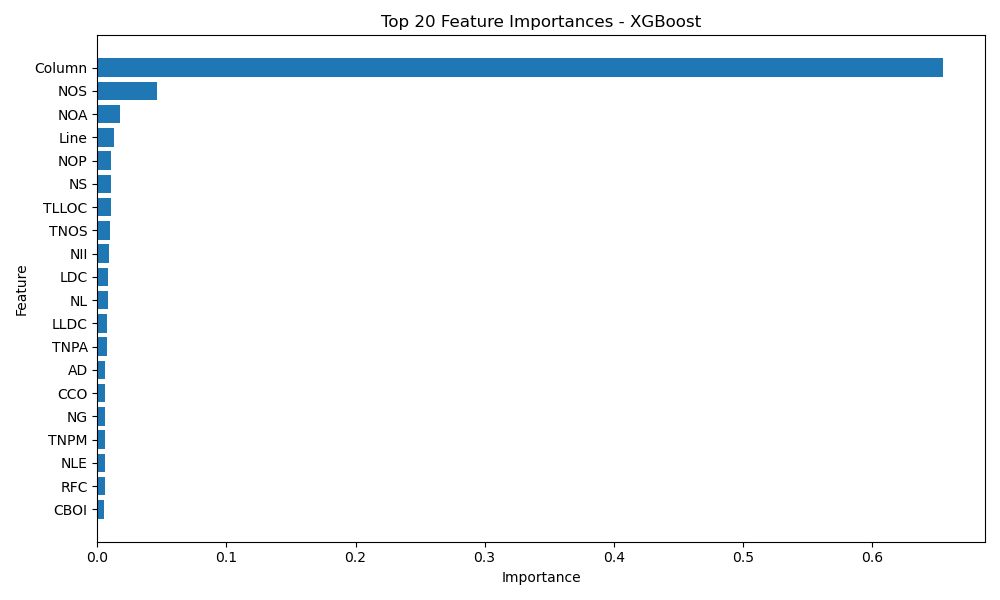 Top 20 Feature Importances - XGBoost
Column
NOS
NOA
Line
NOP
NS
TLLOC
TNOS
NII
LDC
NL
LLDC
TNPA
AD
CCO
NG
TNPM
NLE
RFC
CBOI
Feature
0.0 0.1 0.2 0.3 0.4 0.5 0.6
Importance